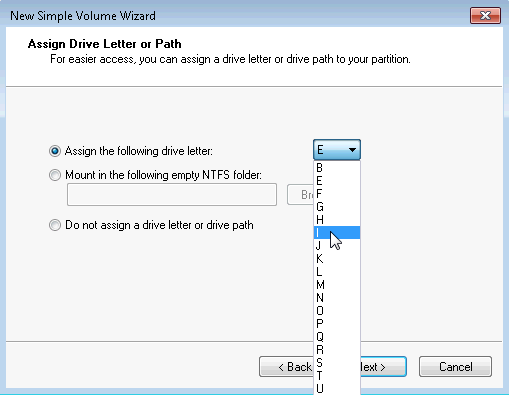 New Simple Volume Wizard
Assign Drive Letter or Path
For easier access, you can assign a drive letter or drive path to your partition.
Assign the following drive letter:
E
Mount in the following empty NTFS folder:
Do not assign a drive letter or drive path
B
E
F
G
H
I
J
K
L
M
N
O
P
Q
R
S
T
U
< Back
Cancel